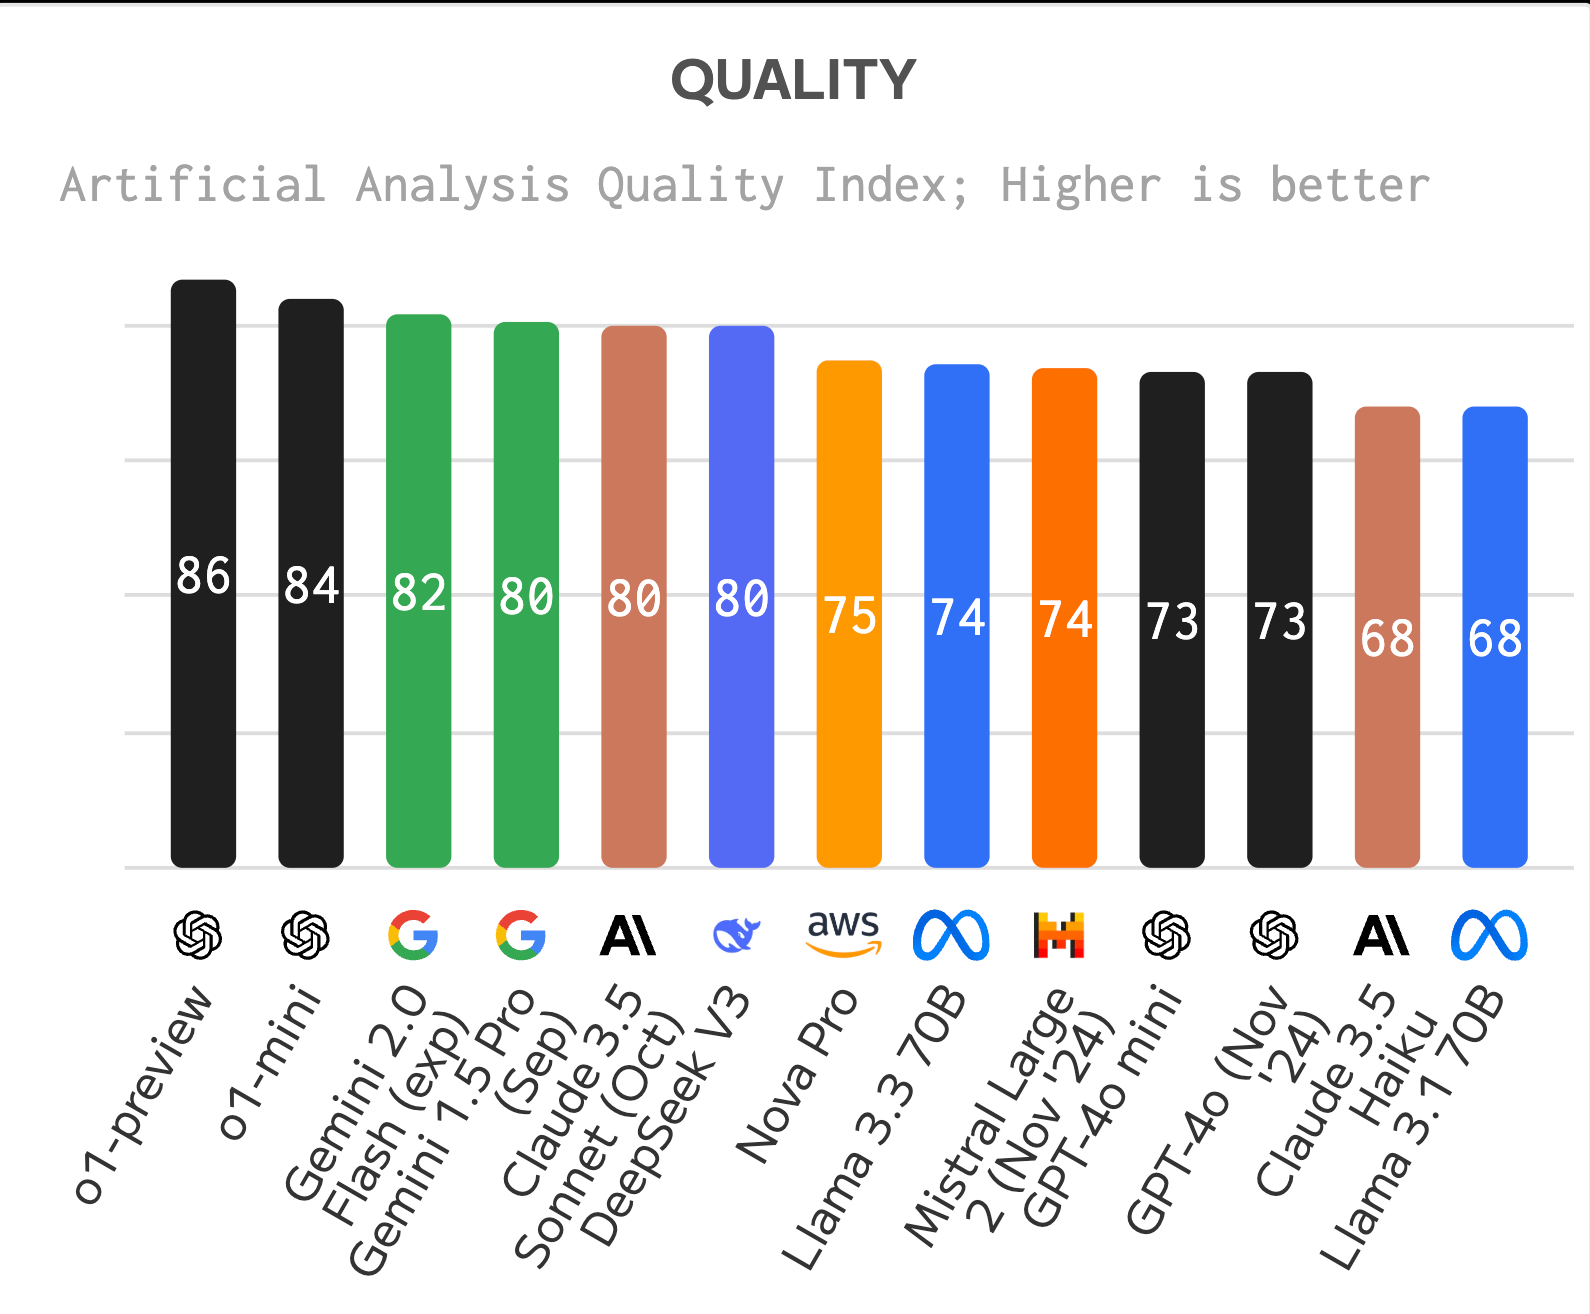 QUALITY
Artificial Analysis Quality Index; Higher is better
86
84
82
80
80
80
75
74
74
73
73
68
68
aws
o1-preview
o1-mini
Gemini 2.0
Flash (exp)
Gemini 1.5 Pro
(Sep)
Claude 3.5
Sonnet (Oct)
DeepSeek V3
Nova Pro
Llama 3.3 70B
Mistral Large
2 (Nov '24)
GPT-4o mini
GPT-4o (Nov
'24)
Claude 3.5
Haiku
Llama 3.1 70B